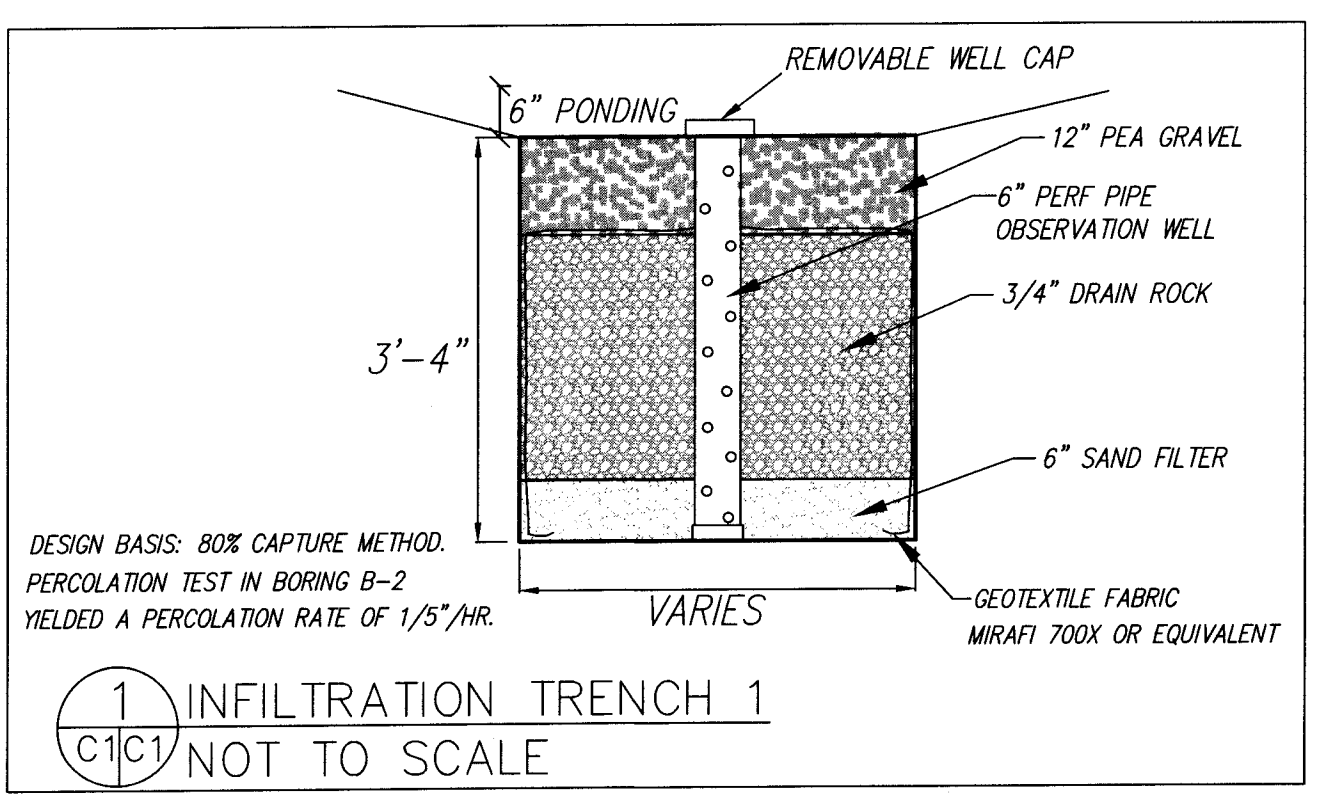 REMOVABLE WELL CAP
6" PONDING
12" PEA GRAVEL
6" PERF PIPE
OBSERVATION WELL
3/4" DRAIN ROCK
3'-4"
6" SAND FILTER
DESIGN BASIS: 80% CAPTURE METHOD.
PERCOLATION TEST IN BORING B-2
YIELDED A PERCOLATION RATE OF 1/5"/HR.
VARIES
GEOTEXTILE FABRIC
MIRAFI 700X OR EQUIVALENT
1
C1 C1
INFILTRATION TRENCH 1
NOT TO SCALE